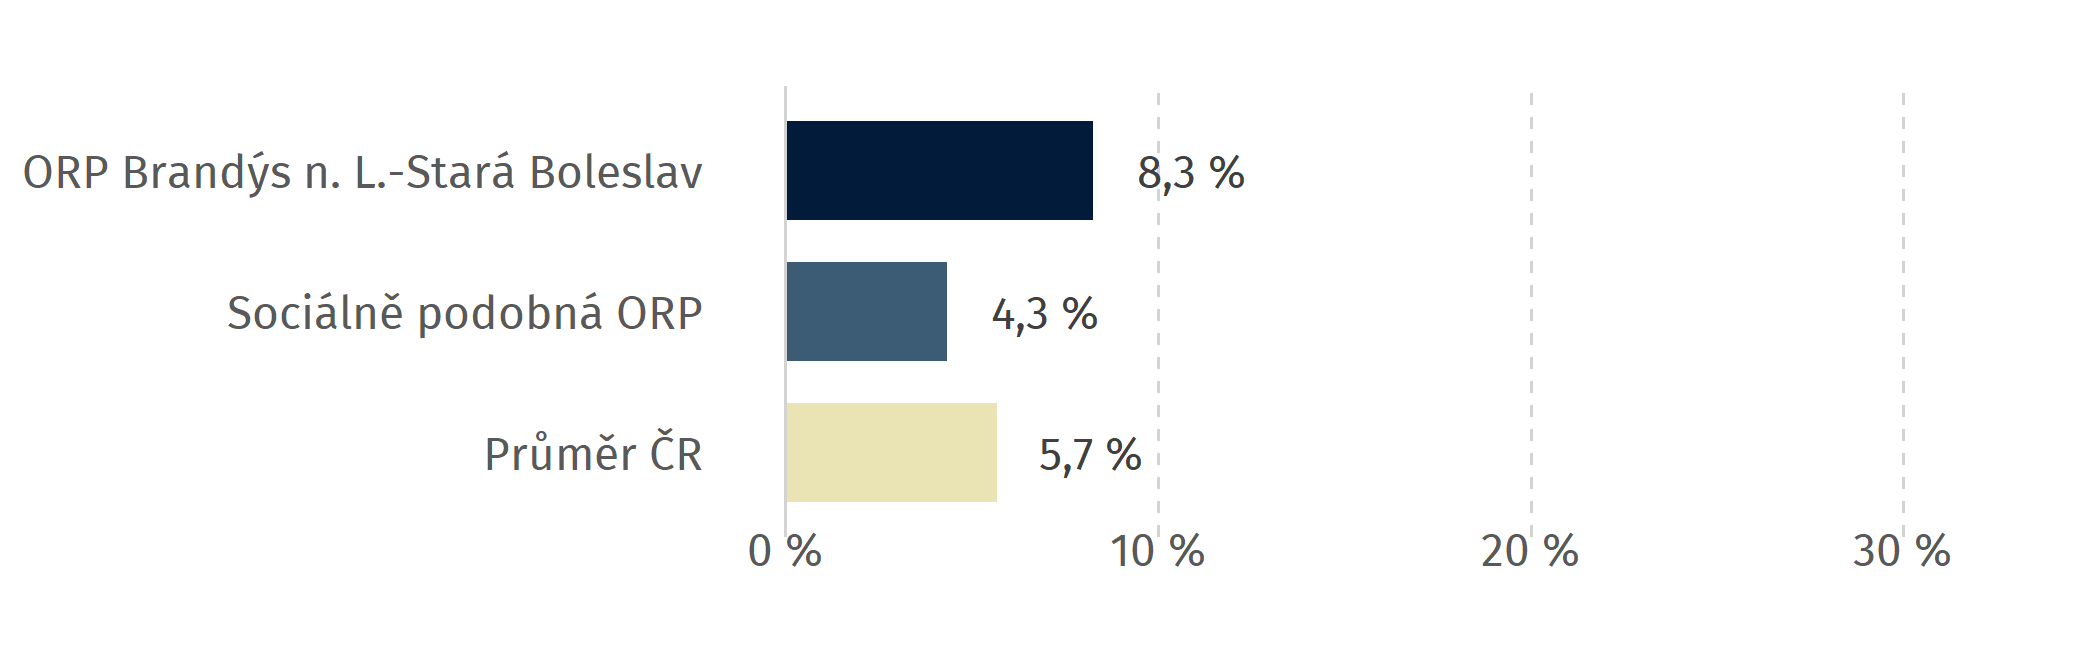 ORP Brandýs n. L.-Stará Boleslav
8,3 %
Sociálně podobná ORP
4,3 %
Průměr ČR
5,7 %
0 %
10 %
20 %
30 %